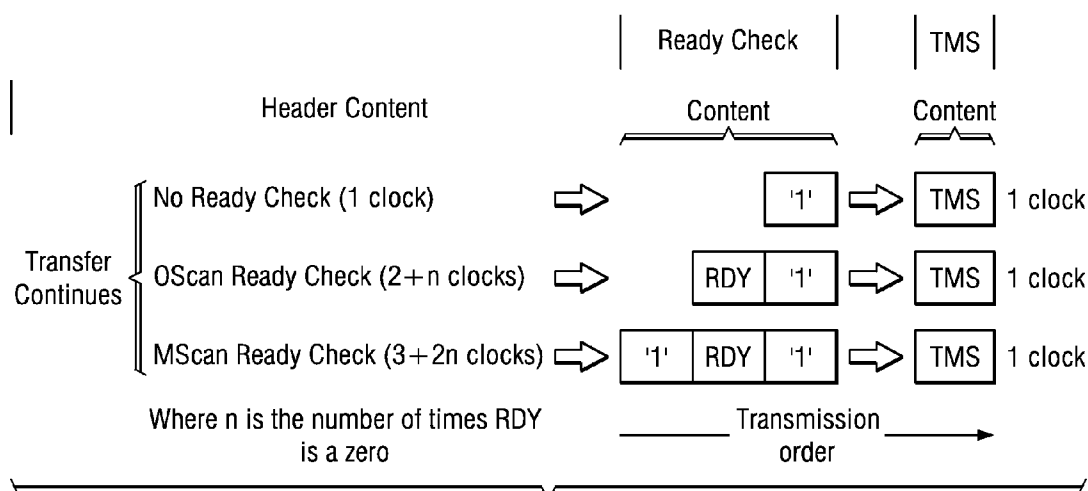 Ready Check TMS
Header Content Content Content
No Ready Check (1 clock) '1' TMS 1 clock
Transfer Continues
OScan Ready Check (2+n clocks) RDY '1' TMS 1 clock
MScan Ready Check (3+2n clocks) '1' RDY '1' TMS 1 clock
Where n is the number of times RDY
is a zero
Transmission
order